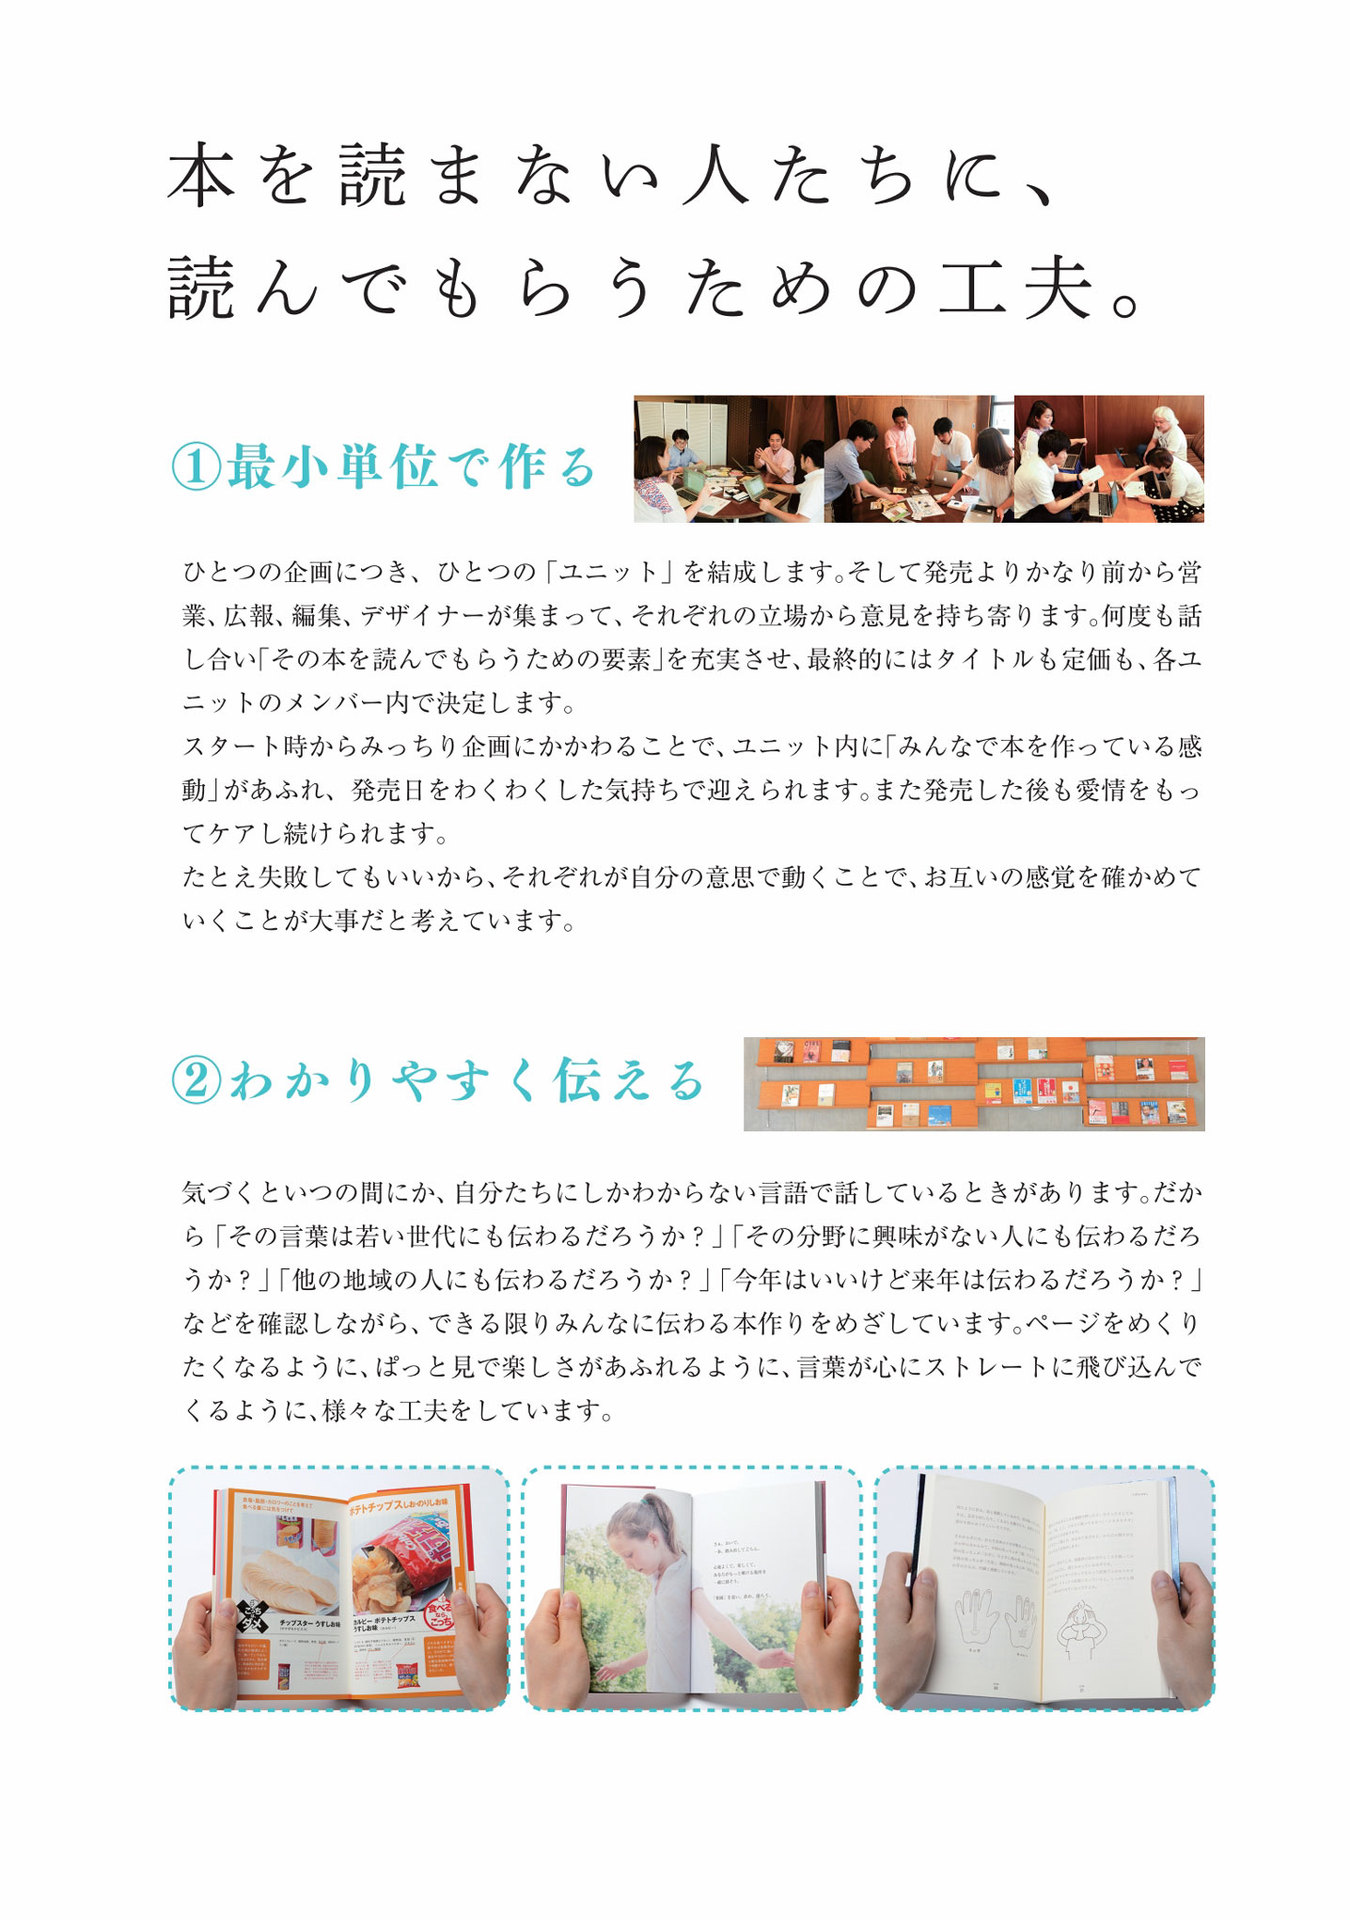 本を読まない人たちに、
読んでもらうための工夫。
①最小単位で作る
ひとつの企画につき、ひとつの「ユニット」を結成します。そして発売よりかなり前から営
業、広報、編集、デザイナーが集まって、それぞれの立場から意見を持ち寄ります。何度も話
し合い「その本を読んでもらうための要素」を充実させ、最終的にはタイトルも定価も、各ユ
ニットのメンバー内で決定します。
スタート時からみっちり企画にかかわることで、ユニット内に「みんなで本を作っている感
動」があふれ、発売日をわくわくした気持ちで迎えられます。また発売した後も愛情をもっ
てケアし続けられます。
たとえ失敗してもいいから、それぞれが自分の意思で動くことで、お互いの感覚を確かめて
いくことが大事だと考えています。
②わかりやすく伝える
気づくといつの間にか、自分たちにしかわからない言語で話しているときがあります。だか
ら「その言葉は若い世代にも伝わるだろうか？」「その分野に興味がない人にも伝わるだろ
うか？」「他の地域の人にも伝わるだろうか？」「今年はいいけど来年は伝わるだろうか？」
などを確認しながら、できる限りみんなに伝わる本作りをめざしています。ページをめくり
たくなるように、ぱっと見で楽しさがあふれるように、言葉が心にストレートに飛び込んで
くるように、様々な工夫をしています。
ポテトチップスしお・のりしお味
こっち
ダメ
チップスター うすしお味
カルビー ポテトチップス
うすしお味
食べる
なら、
こっち